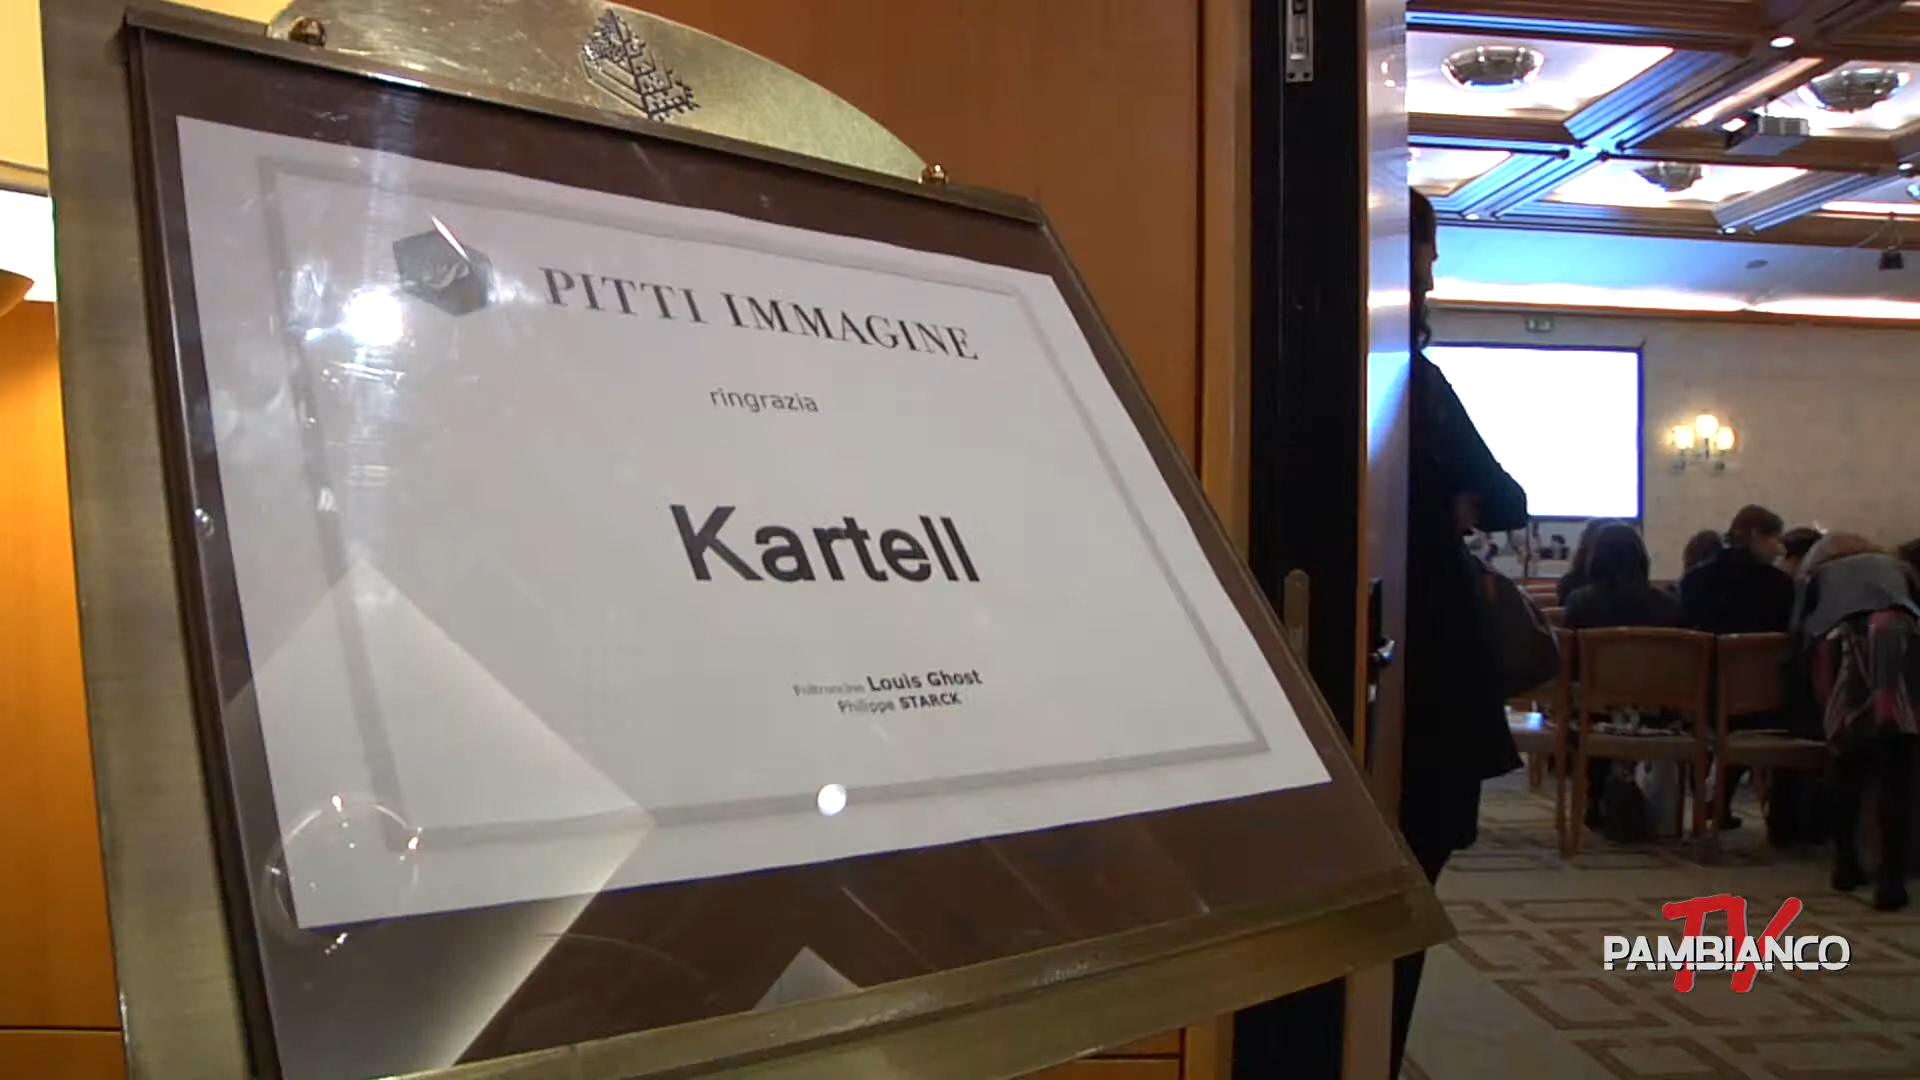 PITTI IMMAGINE
ringrazia
Kartell
Poltroncine Louis Ghost
Philippe STARCK
TV
PAMBIANCO